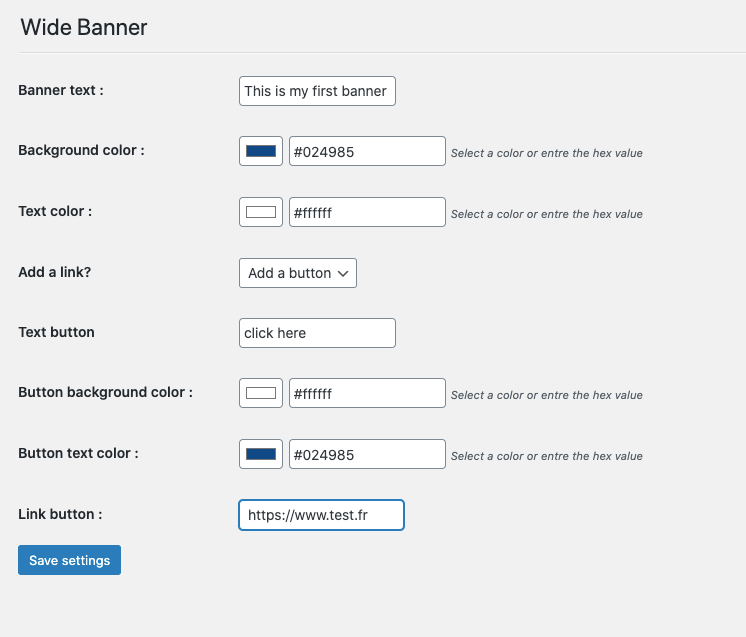 Wide Banner
Banner text : This is my first banner
Background color : #024985 Select a color or entre the hex value
Text color : #ffffff Select a color or entre the hex value
Add a link? Add a button
Text button click here
Button background color : #ffffff Select a color or entre the hex value
Button text color : #024985 Select a color or entre the hex value
Link button : https://www.test.fr
Save settings